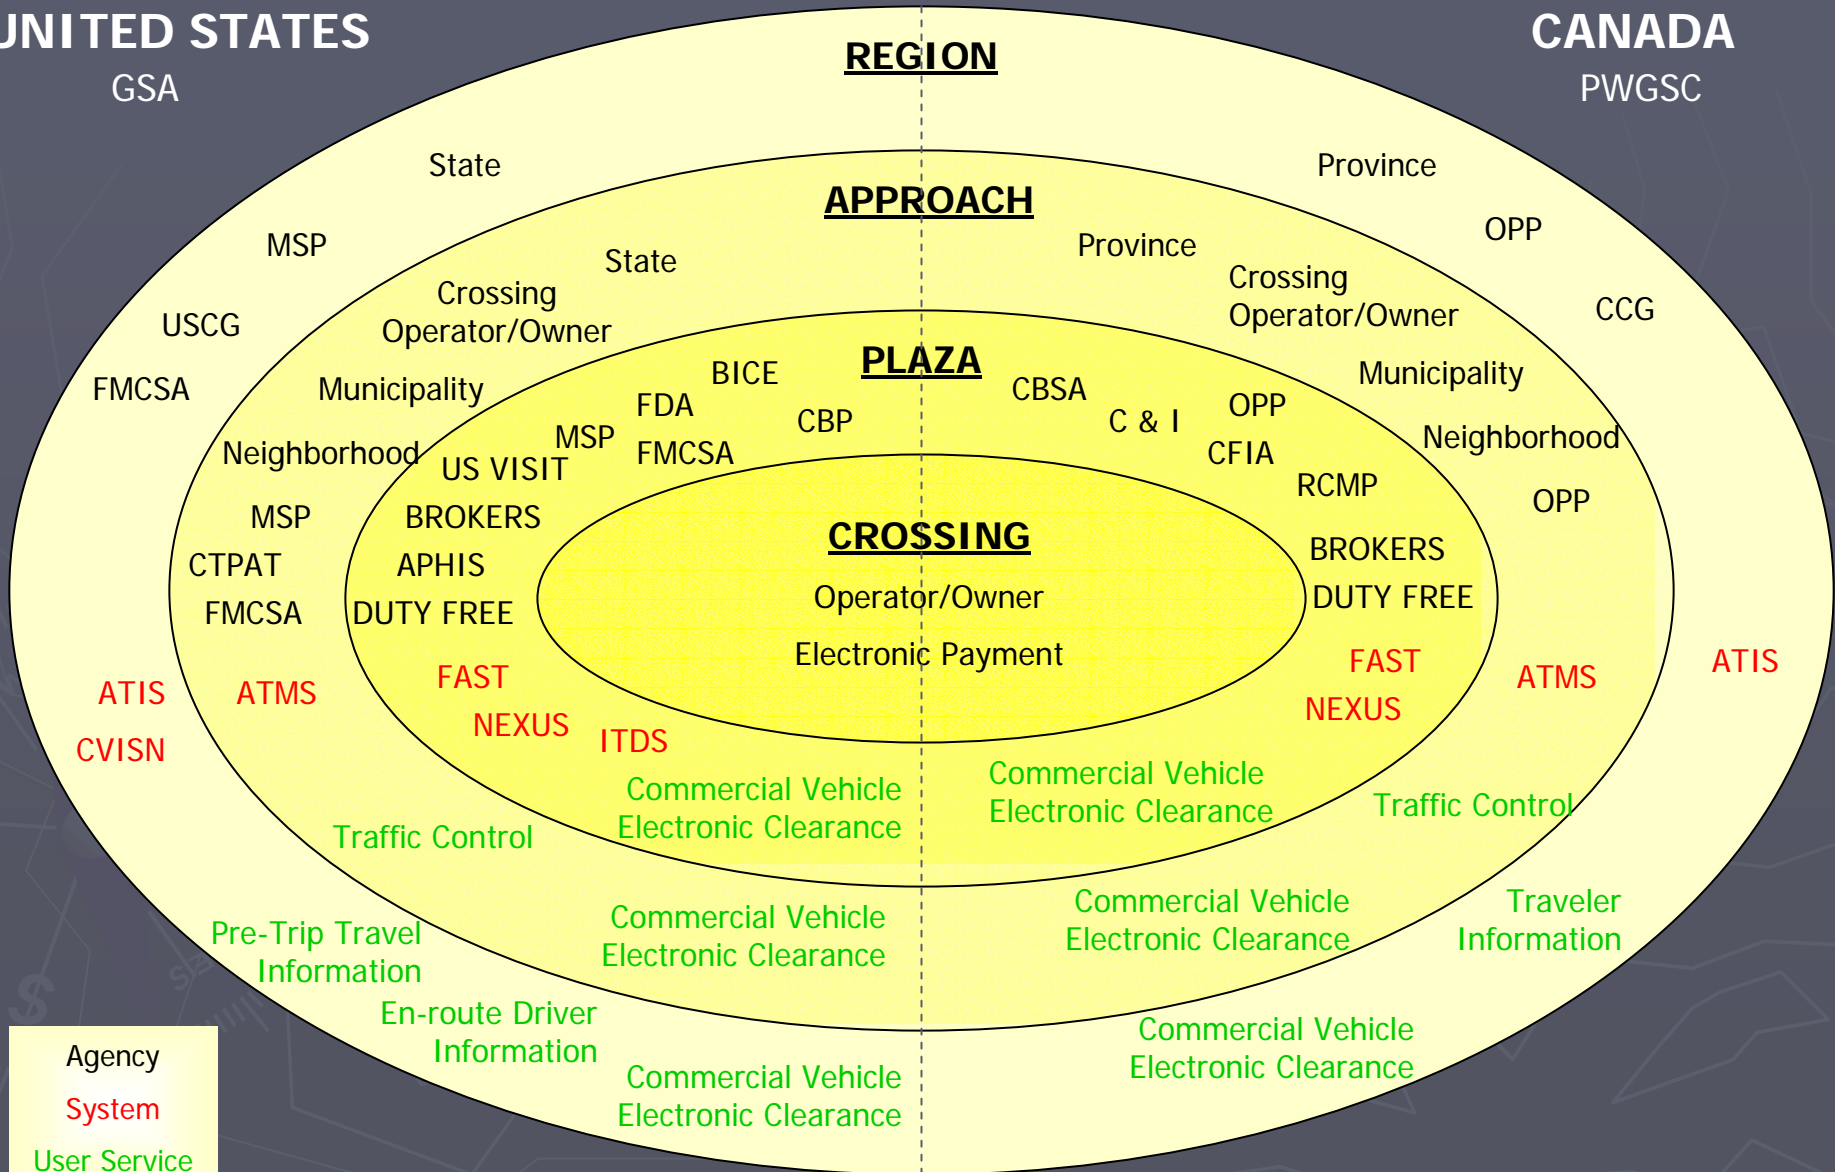 UNITED STATES
GSA
CANADA
PWGSC
REGION
State
Province
MSP
OPP
USCG
CCG
FMCSA
APPROACH
State
Province
Crossing
Operator/Owner
Crossing
Operator/Owner
Municipality
Municipality
Neighborhood
Neighborhood
MSP
OPP
CTPAT
FMCSA
PLAZA
BICE
CBSA
FDA
OPP
CBP
C & I
MSP
FMCSA
CFIA
US VISIT
RCMP
BROKERS
BROKERS
APHIS
DUTY FREE
DUTY FREE
CROSSING
Operator/Owner
Electronic Payment
ATIS
ATMS
FAST
FAST
ATMS
ATIS
CVISN
NEXUS
ITDS
NEXUS
Commercial Vehicle
Electronic Clearance
Commercial Vehicle
Electronic Clearance
Traffic Control
Traffic Control
Commercial Vehicle
Electronic Clearance
Commercial Vehicle
Electronic Clearance
Pre-Trip Travel
Information
Traveler
Information
En-route Driver
Information
Commercial Vehicle
Electronic Clearance
Commercial Vehicle
Electronic Clearance
Agency
System
User Service